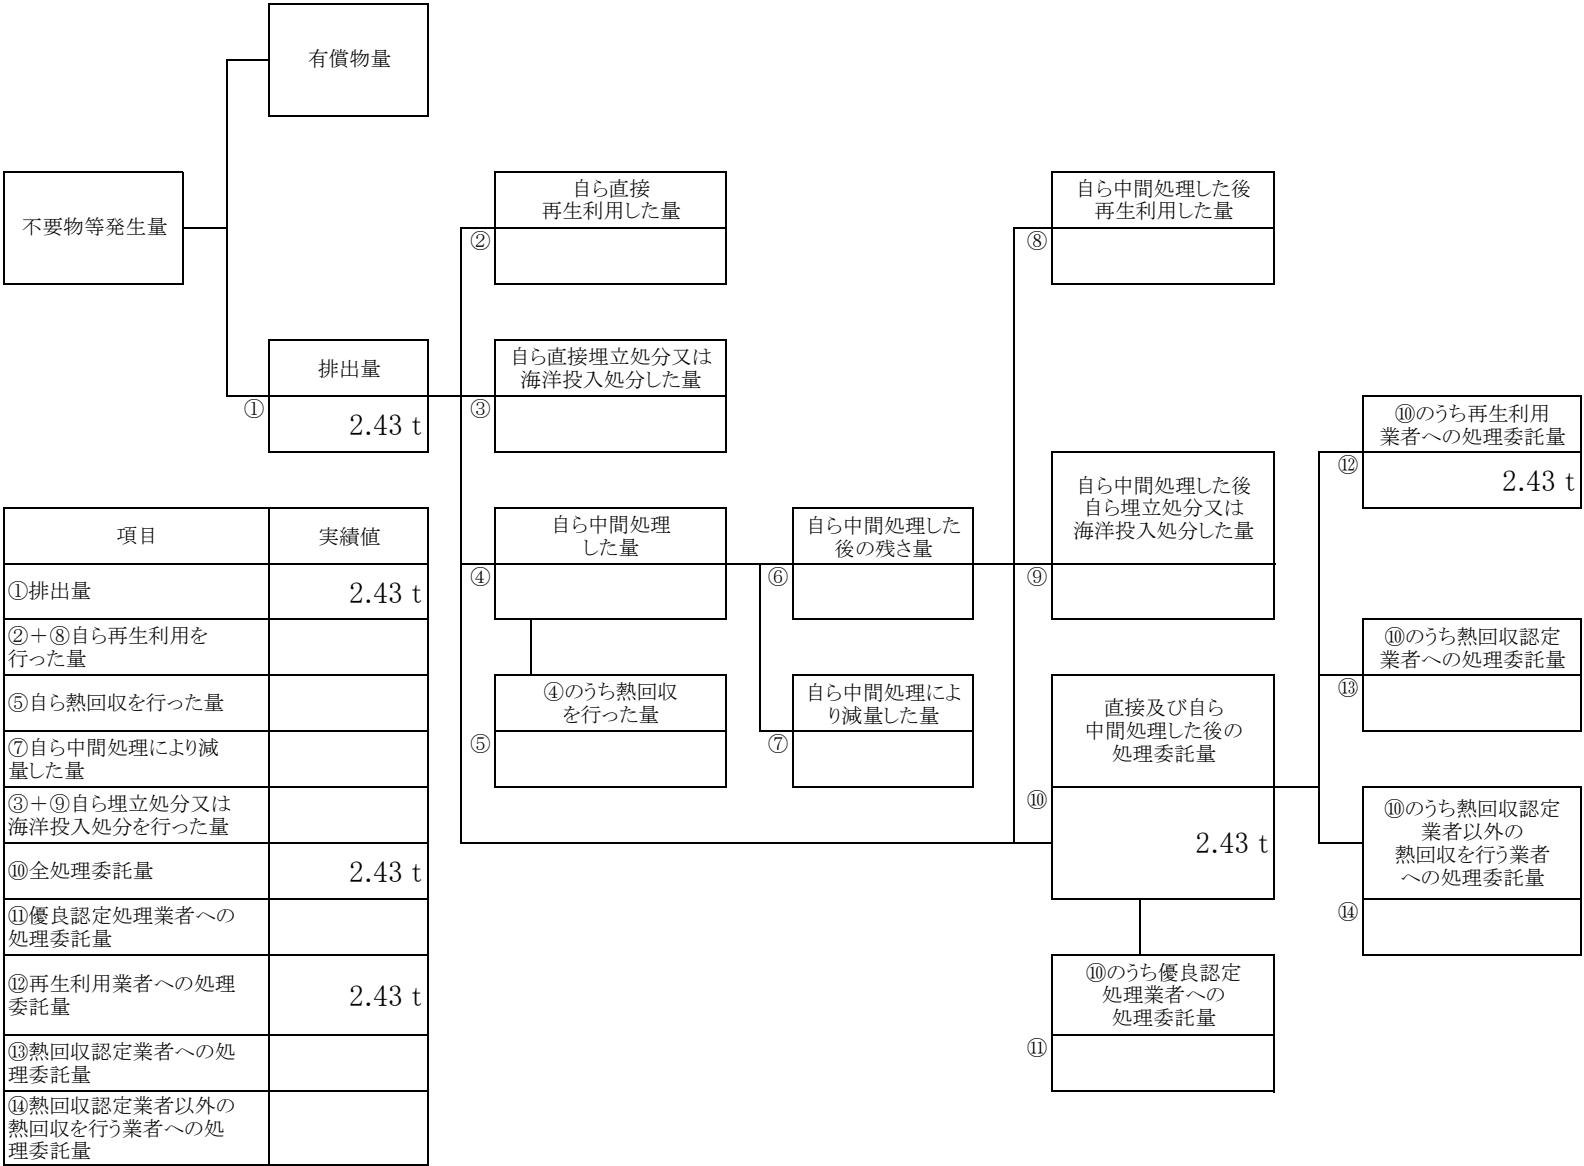 有償物量
不要物等発生量
排出量
①
2.43 t
自ら直接
再生利用した量
②
自ら直接埋立処分又は
海洋投入処分した量
③
自ら中間処理
した量
④
④のうち熱回収
を行った量
⑤
自ら中間処理した
後の残さ量
⑥
自ら中間処理によ
り減量した量
⑦
自ら中間処理した後
再生利用した量
⑧
自ら中間処理した後
自ら埋立処分又は
海洋投入処分した量
⑨
直接及び自ら
中間処理した後の
処理委託量
⑩
2.43 t
⑩のうち優良認定
処理業者への
処理委託量
⑪
⑩のうち再生利用
業者への処理委託量
⑫
2.43 t
⑩のうち熱回収認定
業者への処理委託量
⑬
⑩のうち熱回収認定
業者以外の
熱回収を行う業者
への処理委託量
⑭
項目
実績値
①排出量
2.43 t
②+⑧自ら再生利用を
行った量
⑤自ら熱回収を行った量
⑦自ら中間処理により減
量した量
③+⑨自ら埋立処分又は
海洋投入処分を行った量
⑩全処理委託量
2.43 t
⑪優良認定処理業者への
処理委託量
⑫再生利用業者への処理
委託量
2.43 t
⑬熱回収認定業者への処
理委託量
⑭熱回収認定業者以外の
熱回収を行う業者への処
理委託量